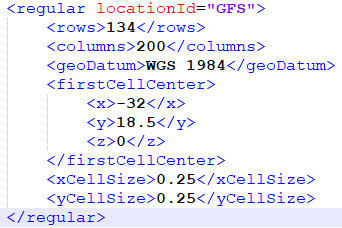 <regular locationId="GFS">
<rows>134</rows>
<columns>200</columns>
<geoDatum>WGS 1984</geoDatum>
<firstCellCenter>
<x>-32</x>
<y>18.5</y>
<z>0</z>
</firstCellCenter>
<xCellSize>0.25</xCellSize>
<yCellSize>0.25</yCellSize>
</regular>